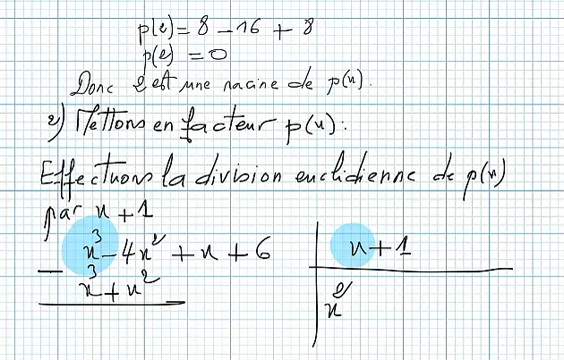 p(2) = 8 - 16 + 8
p(2) = 0
Donc 2 est une racine de p(x).
2) Mettons en facteur p(x) :
Effectuons la division euclidienne de p(x)
par x + 1
x³ - 4x² + x + 6 | x + 1
- x³ + x² | x²